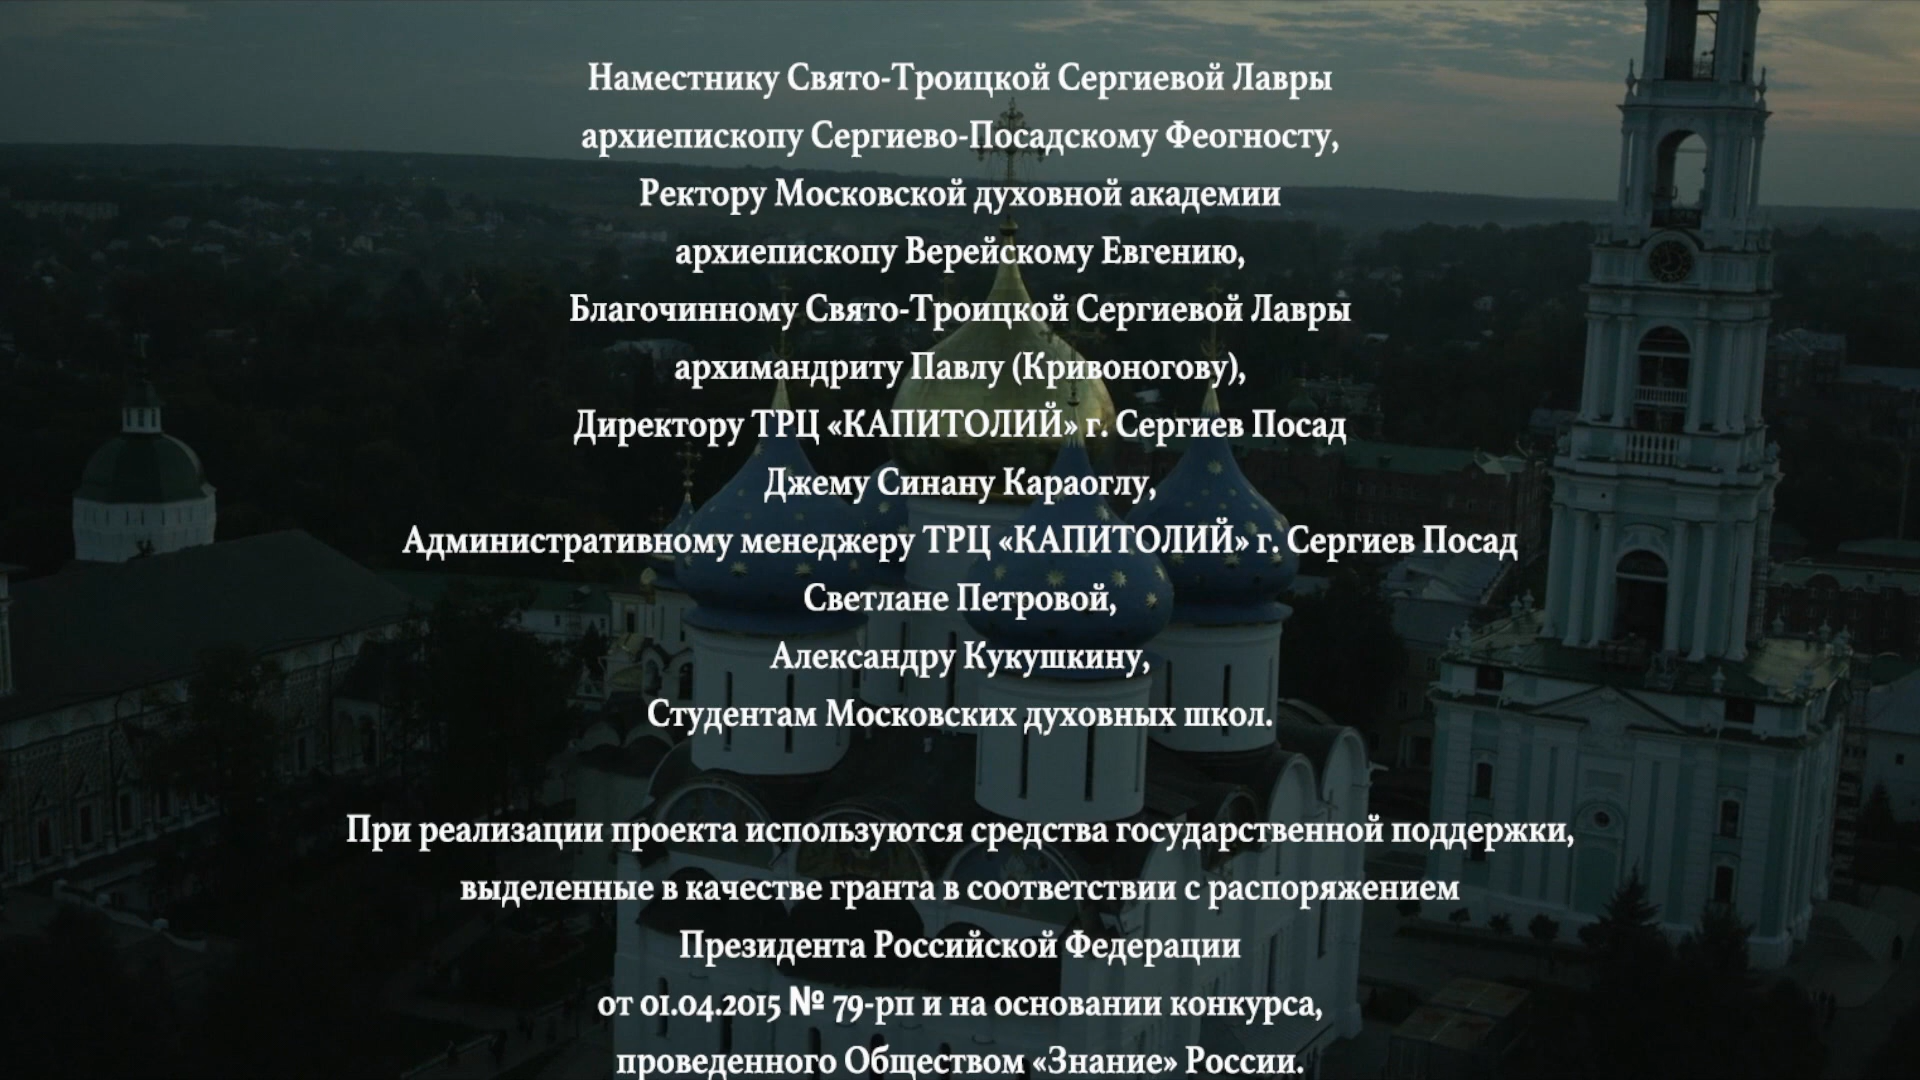 Наместнику Свято-Троицкой Сергиевой Лавры
архиепископу Сергиево-Посадскому Феогносту,
Ректору Московской духовной академии
архиепископу Верейскому Евгению,
Благочинному Свято-Троицкой Сергиевой Лавры
архимандриту Павлу (Кривоногову),
Директору ТРЦ «КАПИТОЛИЙ» г. Сергиев Посад
Джему Синану Караоглу,
Административному менеджеру ТРЦ «КАПИТОЛИЙ» г. Сергиев Посад
Светлане Петровой,
Александру Кукушкину,
Студентам Московских духовных школ.
При реализации проекта используются средства государственной поддержки,
выделенные в качестве гранта в соответствии с распоряжением
Президента Российской Федерации
от 01.04.2015 № 79-рп и на основании конкурса,
проведенного Обществом «Знание» России.